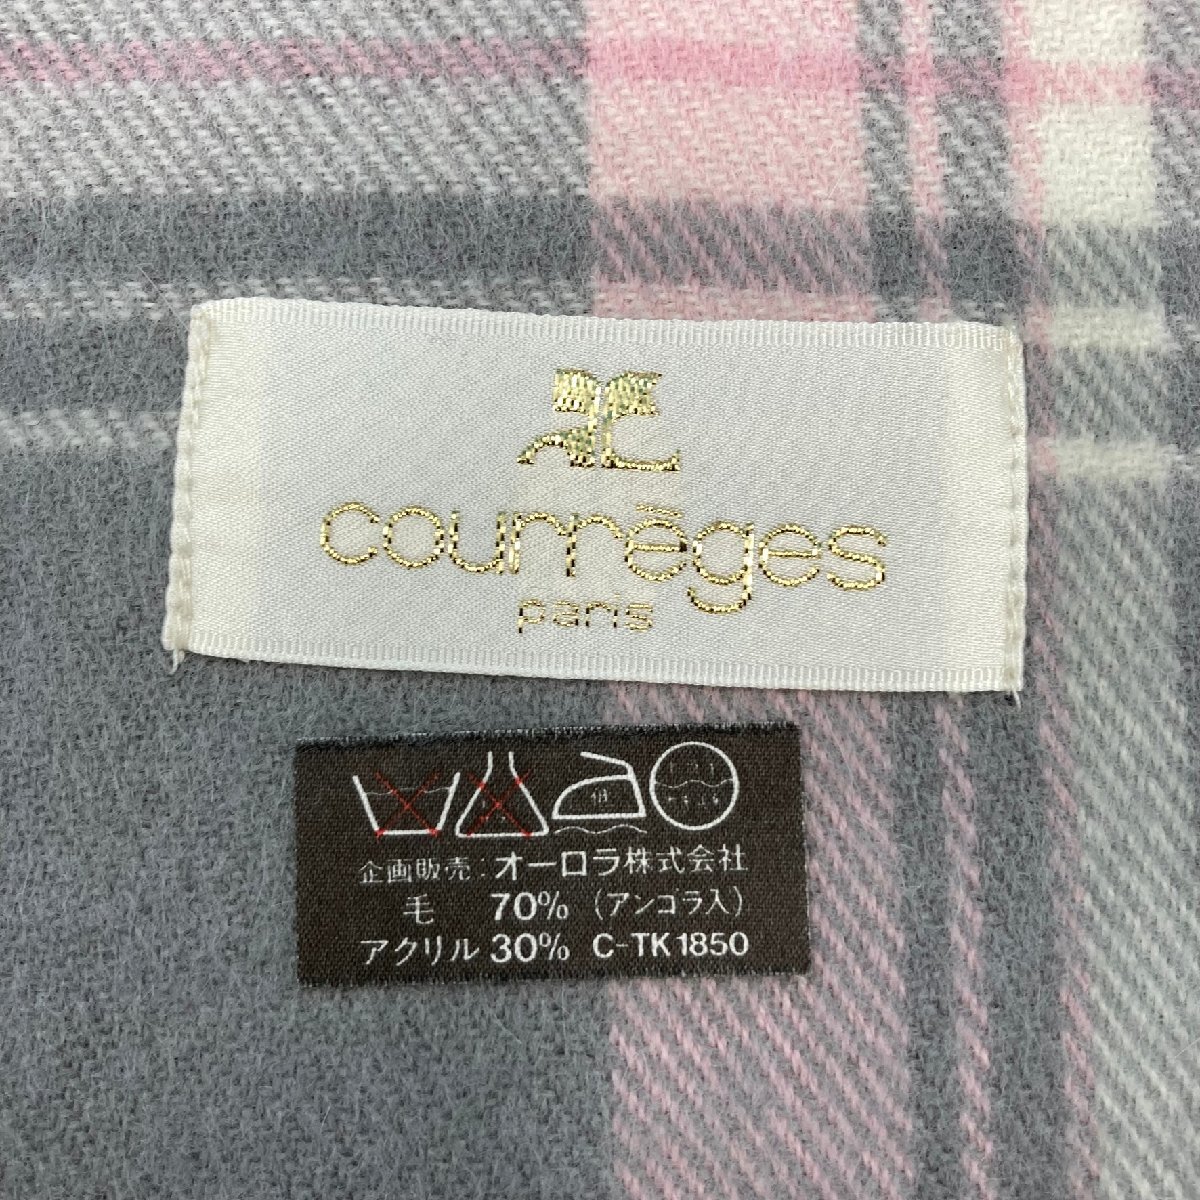 courrèges
paris
企画販売:オーロラ株式会社
毛 70% (アンゴラ入)
アクリル 30% C-TK1850